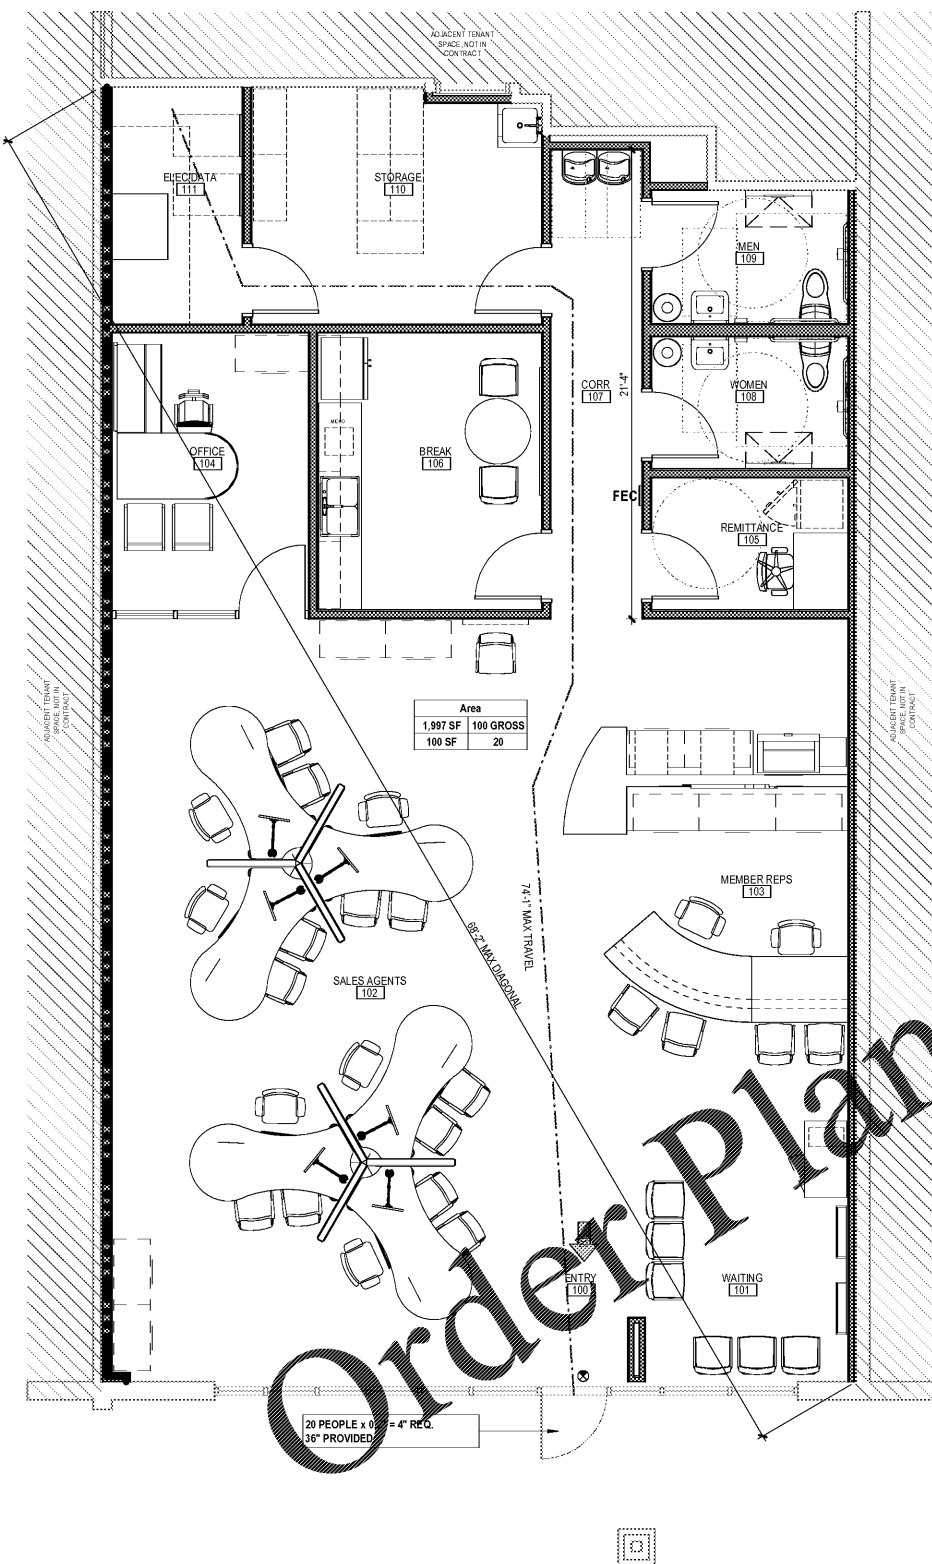 ADJACENT TENANT
SPACE, NOT IN
CONTRACT
ELEC/DATA
111
STORAGE
110
MEN
109
CORR
107
21'-4"
WOMEN
108
OFFICE
104
MICRO
BREAK
106
FEC
REMITTANCE
105
ADJACENT TENANT
SPACE, NOT IN
CONTRACT
ADJACENT TENANT
SPACE, NOT IN
CONTRACT
Area
1,997 SF 100 GROSS
100 SF 20
MEMBER REPS
103
74'-1" MAX TRAVEL
68'-2" MAX DIAGONAL
SALES AGENTS
102
Order Plan
ENTRY
100
WAITING
101
20 PEOPLE x = 4" REQ.
36" PROVIDED